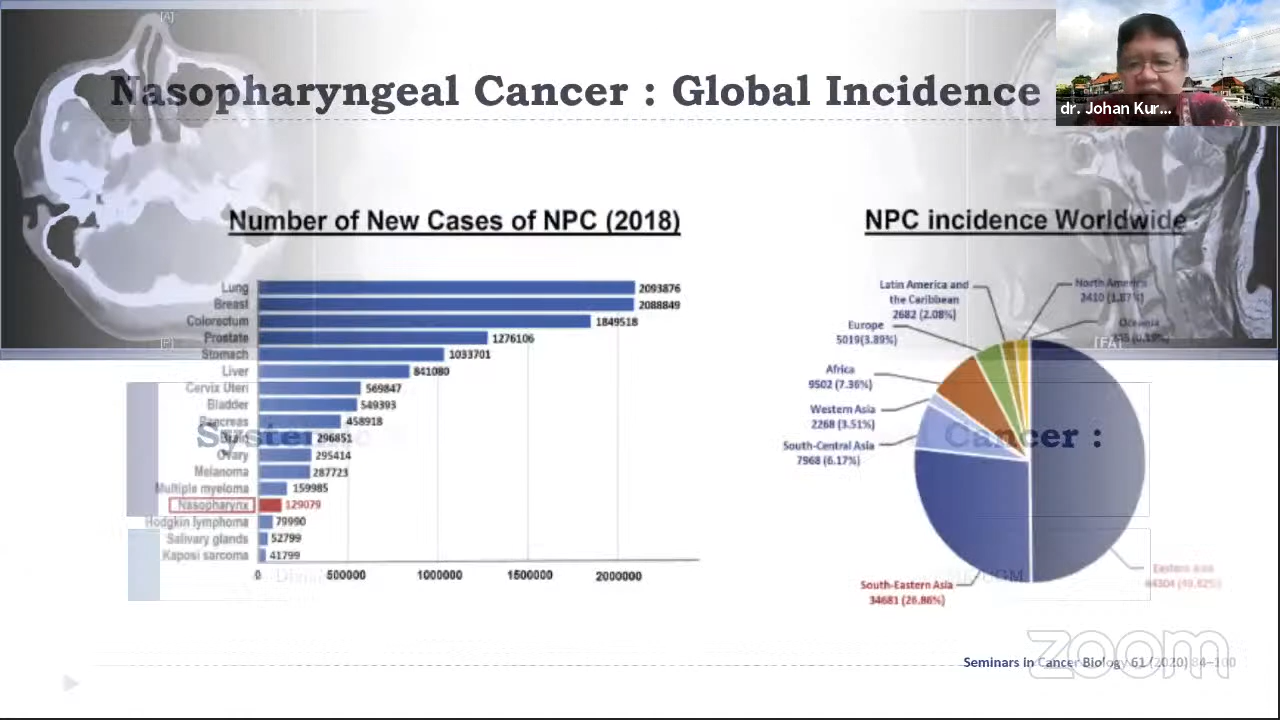 [A]
Nasopharyngeal Cancer : Global Incidence
dr. Johan Kur...
Number of New Cases of NPC (2018)
Lung 2093876
Breast 2088849
Colorectum 1849518
Prostate 1276106
Stomach 1033701
Liver 841080
Cervix Uteri 569847
Bladder 549393
Pancreas 458918
Brain 296851
Ovary 295414
Melanoma 287723
Multiple myeloma 159985
Nasopharynx 129079
Hodgkin lymphoma 79990
Salivary glands 52799
Kaposi sarcoma 41799
0 500000 1000000 1500000 2000000
[P]
NPC incidence Worldwide
Latin America and
the Caribbean
2682 (2.08%)
North America
Oceania
Europe
5019(3.89%)
[FA]
Africa
9502 (7.36%)
Western Asia
2268 (3.51%)
South-Central Asia
7968 (6.17%)
Cancer :
Eastern Asia
South-Eastern Asia
34681 (26.86%)
zoom
Seminars in Cancer Biology 61 (2020) 84–100